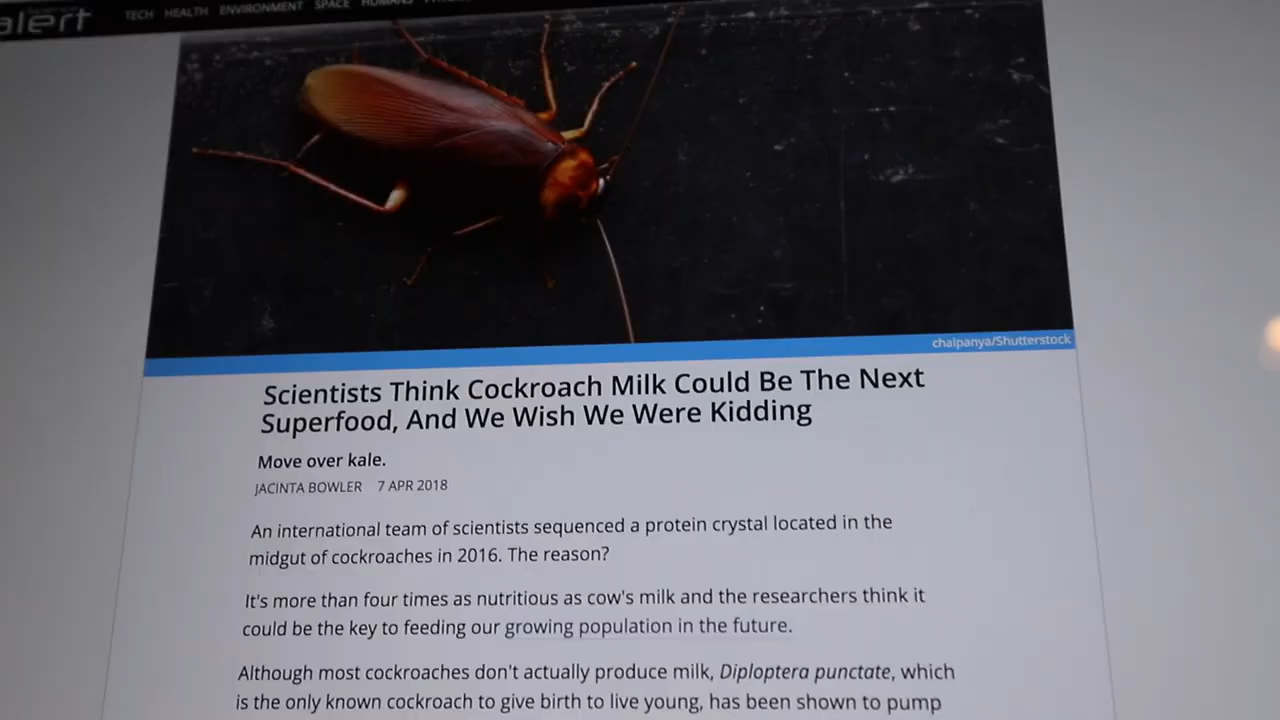 alert
TECH HEALTH ENVIRONMENT SPACE HUMANS
chalpanya/Shutterstock
Scientists Think Cockroach Milk Could Be The Next
Superfood, And We Wish We Were Kidding
Move over kale.
JACINTA BOWLER 7 APR 2018
An international team of scientists sequenced a protein crystal located in the
midgut of cockroaches in 2016. The reason?
It's more than four times as nutritious as cow's milk and the researchers think it
could be the key to feeding our growing population in the future.
Although most cockroaches don't actually produce milk, Diploptera punctate, which
is the only known cockroach to give birth to live young, has been shown to pump